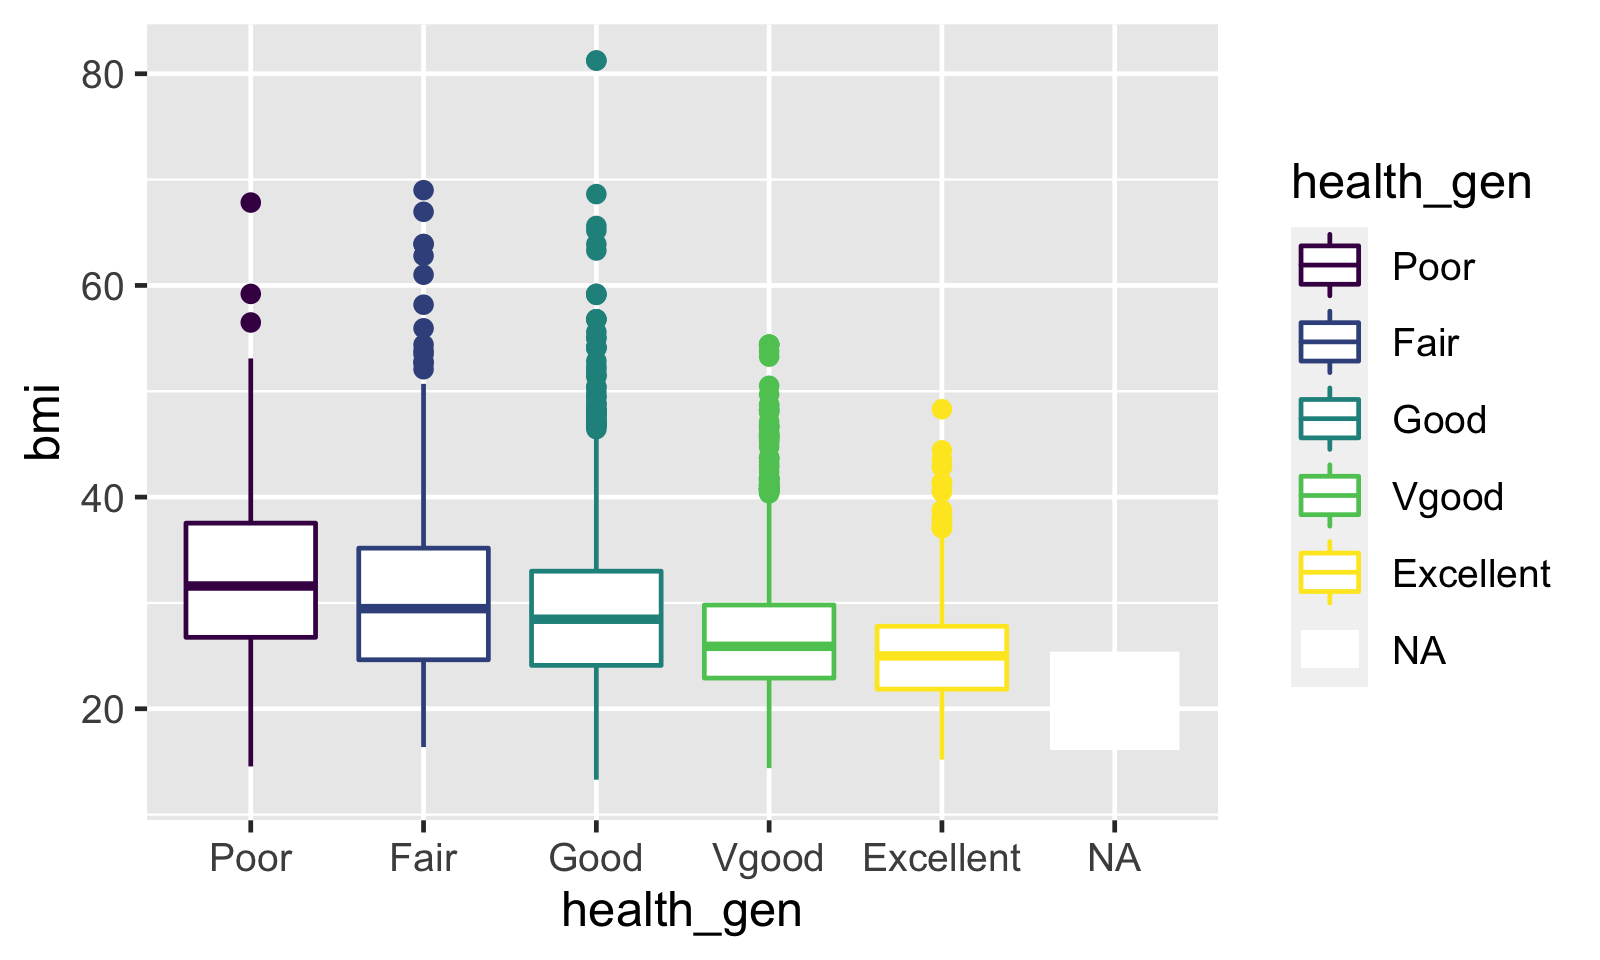 80
60
40
20
bmi
Poor Fair Good Vgood Excellent NA
health_gen
health_gen
Poor
Fair
Good
Vgood
Excellent
NA